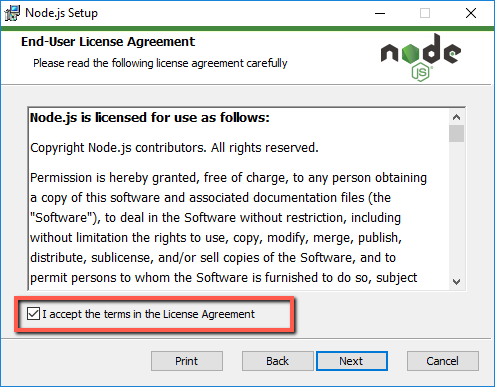 Node.js Setup
End-User License Agreement
Please read the following license agreement carefully
node
JS
Node.js is licensed for use as follows:
Copyright Node.js contributors. All rights reserved.
Permission is hereby granted, free of charge, to any person obtaining
a copy of this software and associated documentation files (the
"Software"), to deal in the Software without restriction, including
without limitation the rights to use, copy, modify, merge, publish,
distribute, sublicense, and/or sell copies of the Software, and to
permit persons to whom the Software is furnished to do so, subject
I accept the terms in the License Agreement
Print Back Next Cancel